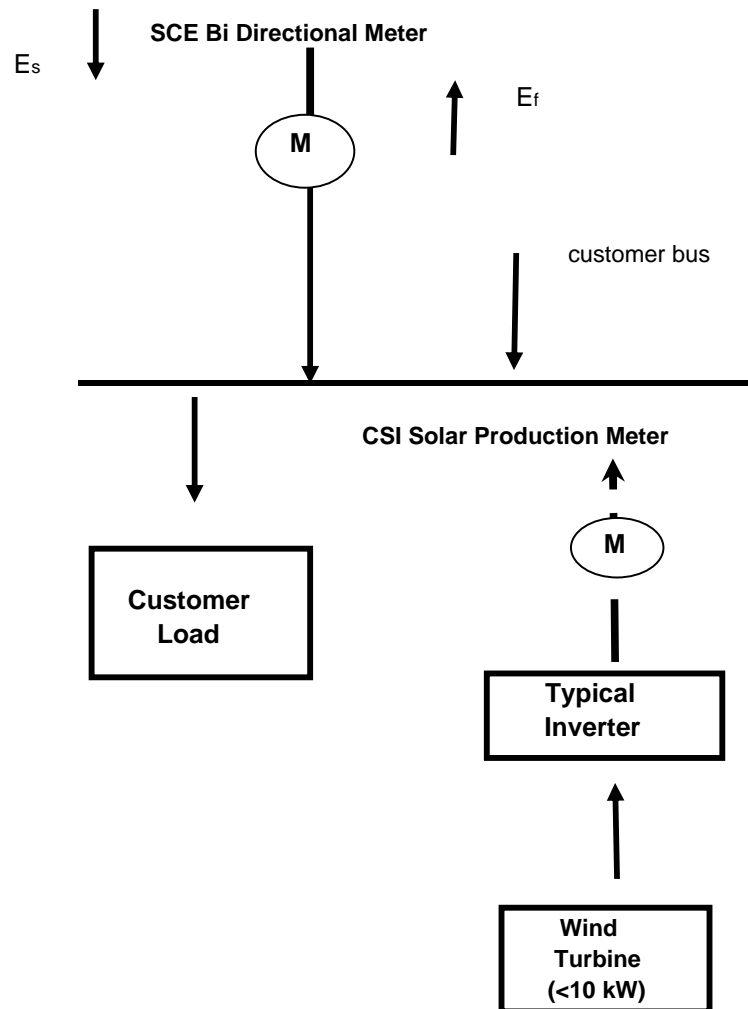 SCE Bi Directional Meter
Es
Ef
M
customer bus
CSI Solar Production Meter
M
Customer
Load
Typical
Inverter
Wind
Turbine
(<10 kW)